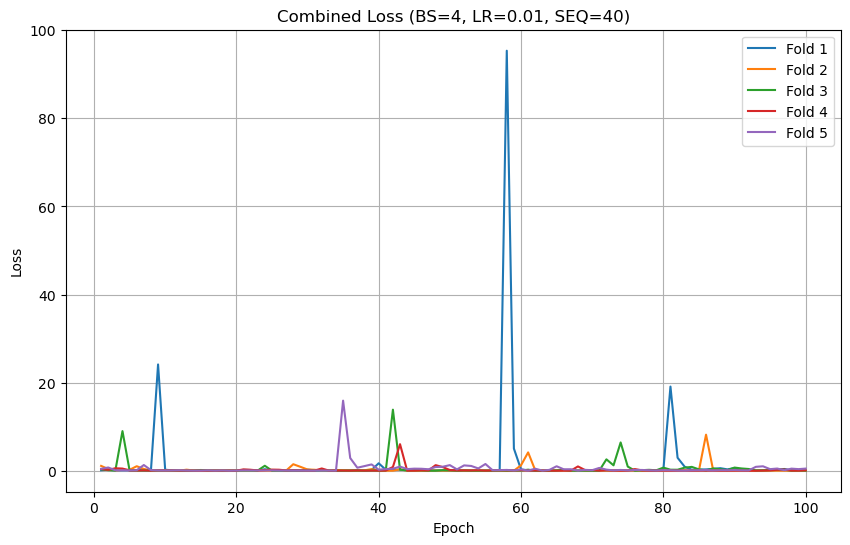 Combined Loss (BS=4, LR=0.01, SEQ=40)
100
80
60
40
20
0
Loss
0 20 40 60 80 100
Epoch
Fold 1
Fold 2
Fold 3
Fold 4
Fold 5